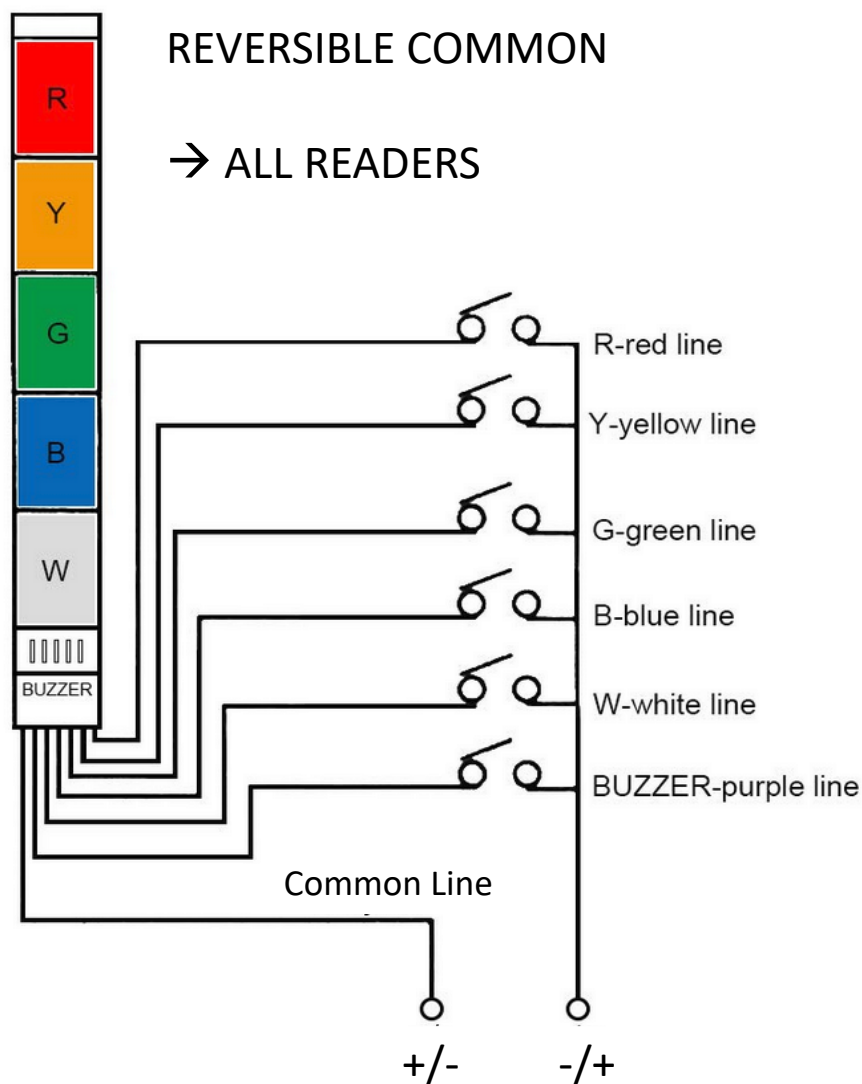 REVERSIBLE COMMON
→ ALL READERS
R
Y
G
B
W
BUZZER
R-red line
Y-yellow line
G-green line
B-blue line
W-white line
BUZZER-purple line
Common Line
+/- -/+